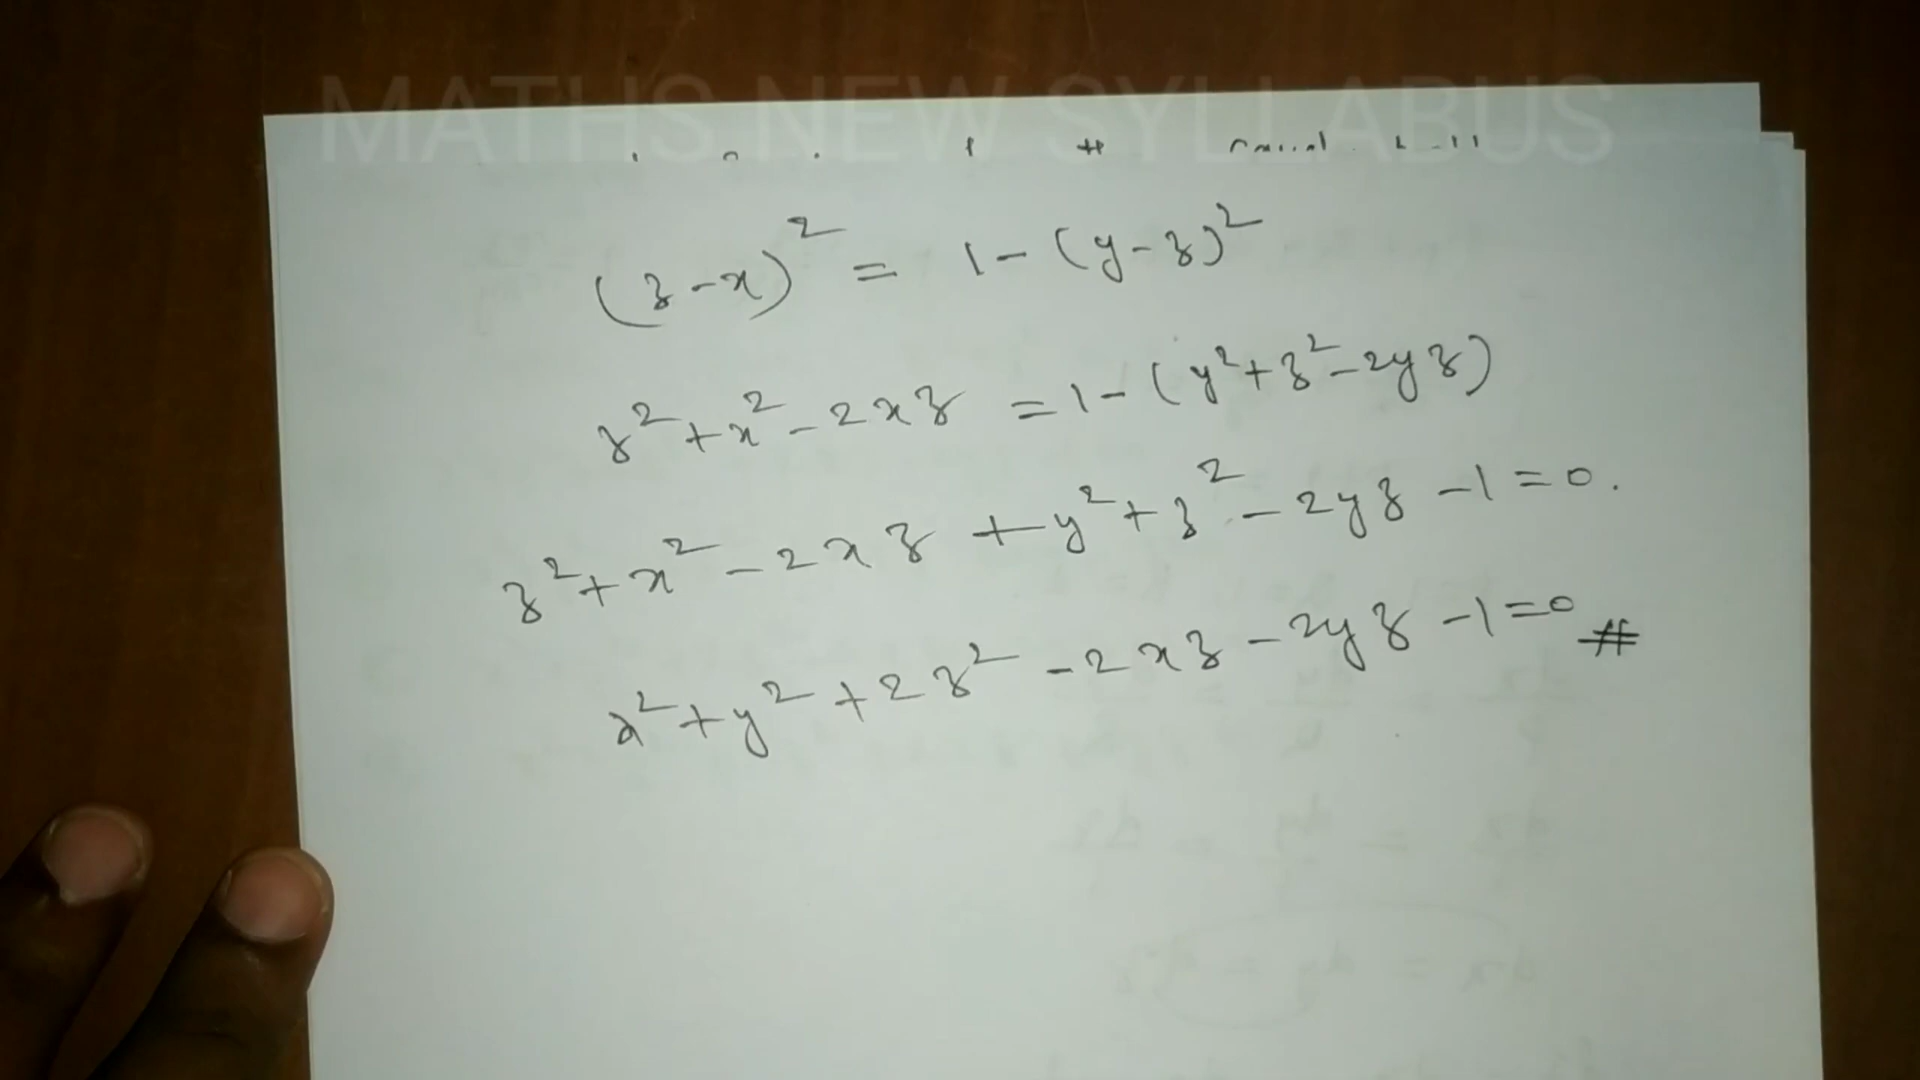 MATHS NEW SYLLABUS
(z-x)² = 1-(y-z)²
z²+x²-2xz = 1-(y²+z²-2yz)
z²+x²-2xz+y²+z²-2yz-1=0.
x²+y²+2z²-2xz-2yz-1=0 #